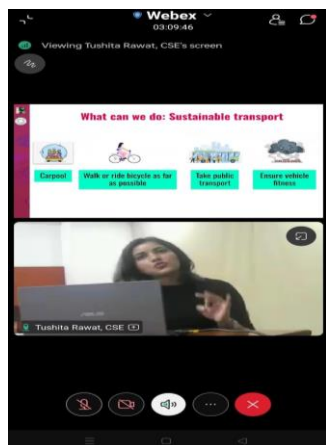 Webex
03:09:46
Viewing Tushita Rawat, CSE's screen
What can we do: Sustainable transport
Carpool
Walk or ride bicycle as far
as possible
Take public
transport
Ensure vehicle
fitness
ASUS
Tushita Rawat, CSE